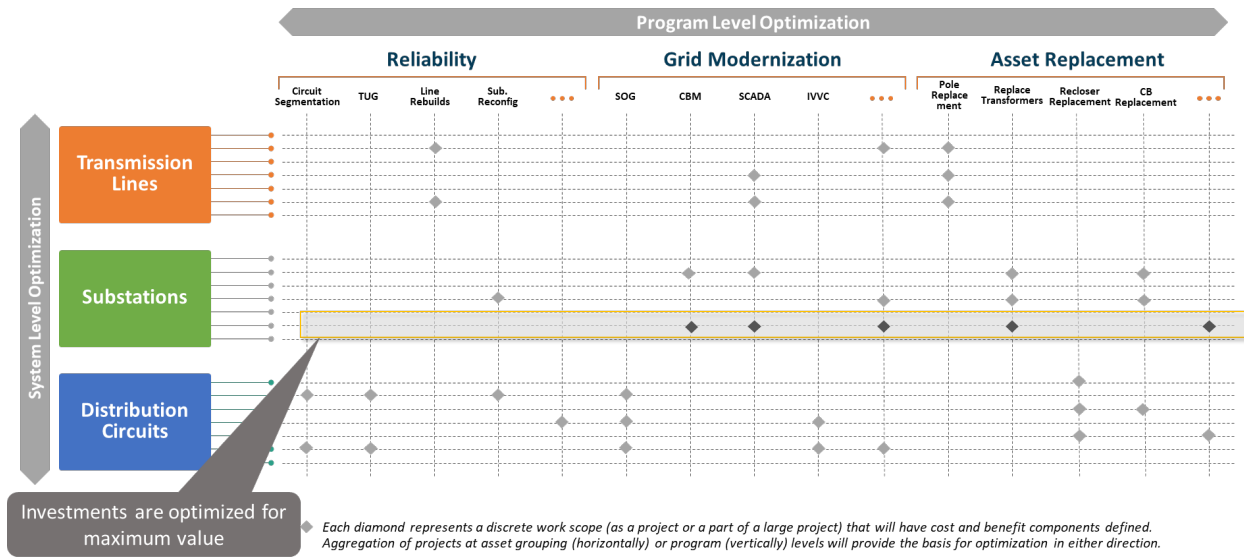 Program Level Optimization
Reliability
Grid Modernization
Asset Replacement
Circuit
Segmentation
TUG
Line
Rebuilds
Sub.
Reconfig
SOG
CBM
SCADA
IVVC
Pole
Replace
ment
Replace
Transformers
Recloser
Replacement
CB
Replacement
System Level Optimization
Transmission
Lines
Substations
Distribution
Circuits
Investments are optimized for
maximum value
Each diamond represents a discrete work scope (as a project or a part of a large project) that will have cost and benefit components defined.
Aggregation of projects at asset grouping (horizontally) or program (vertically) levels will provide the basis for optimization in either direction.